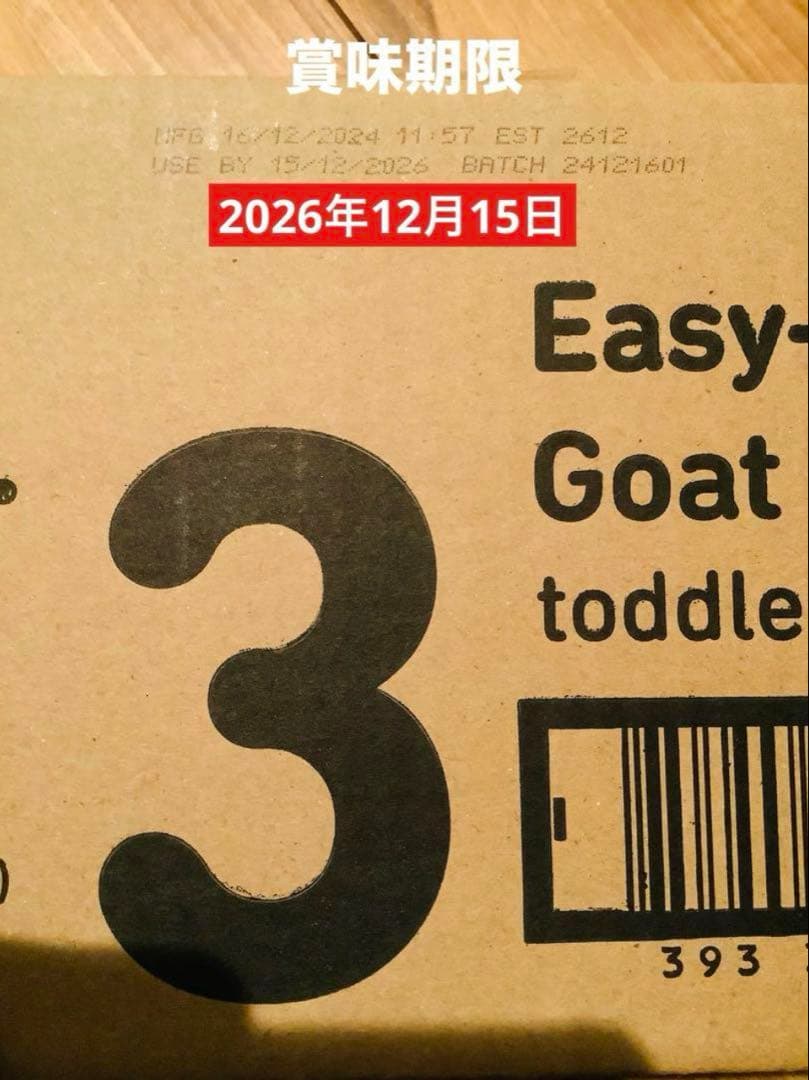 賞味期限
MFG 16/12/2024 11:57 EST 2612
USE BY 15/12/2026 BATCH 24121601
2026年12月15日
Easy-
Goat
3
toddle
393